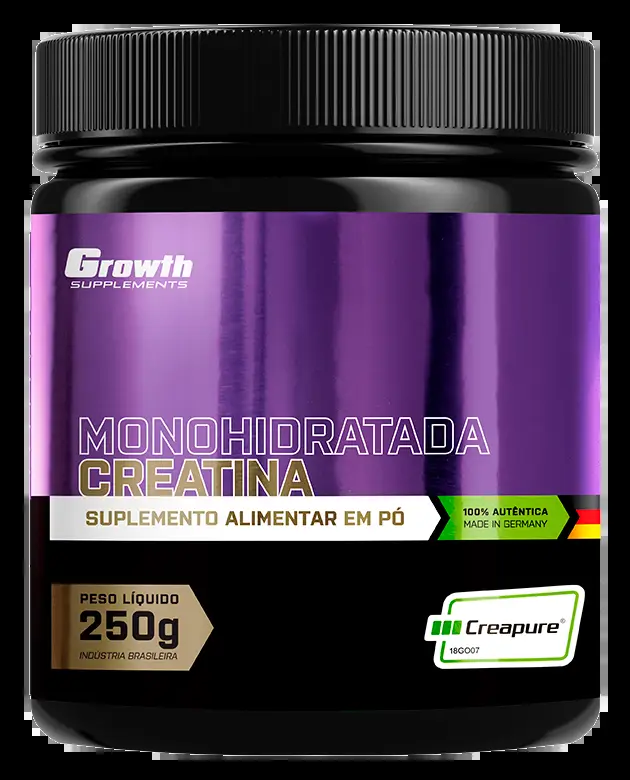 Growth
SUPPLEMENTS
MONOHIDRATADA
CREATINA
SUPLEMENTO ALIMENTAR EM PÓ
100% AUTÊNTICA
MADE IN GERMANY
PESO LÍQUIDO
250g
INDÚSTRIA BRASILEIRA
Creapure®
18GO07